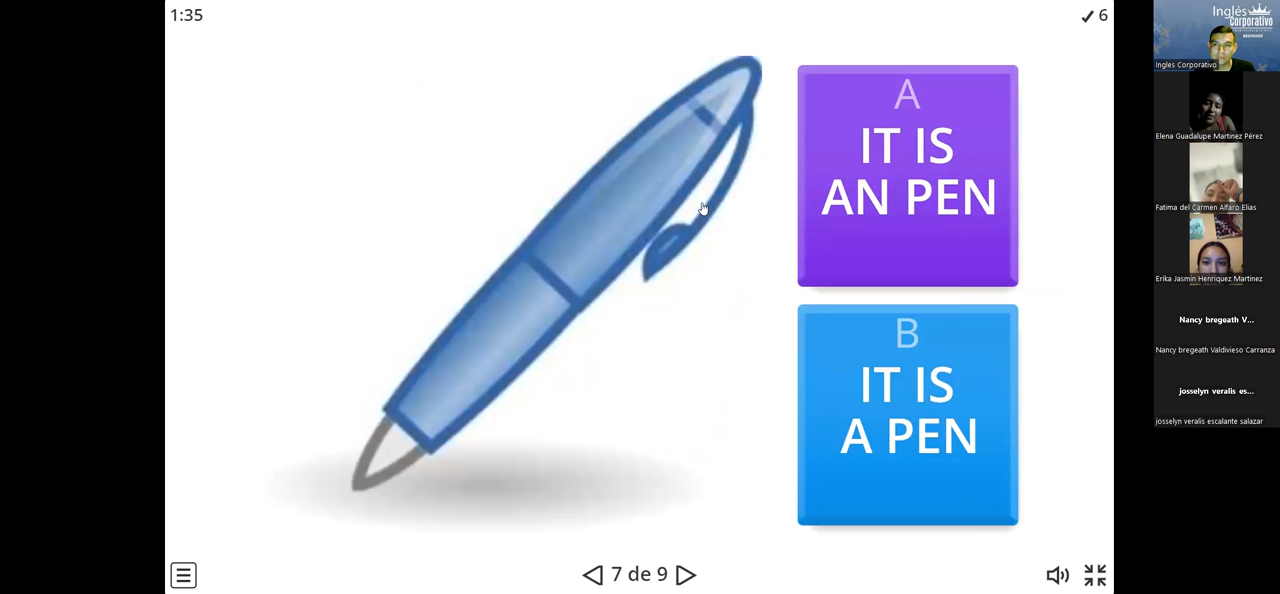 1:35
6
A
IT IS
AN PEN
B
IT IS
A PEN
7 de 9
Inglés
Corporativo
BEGINNER
Ingles Corporativo
Elena Guadalupe Martinez Pérez
Fatima del Carmen Alfaro Elias
Erika Jasmin Henriquez Martinez
Nancy bregeath V...
Nancy bregeath Valdivieso Carranza
josselyn veralis es...
josselyn veralis escalante salazar